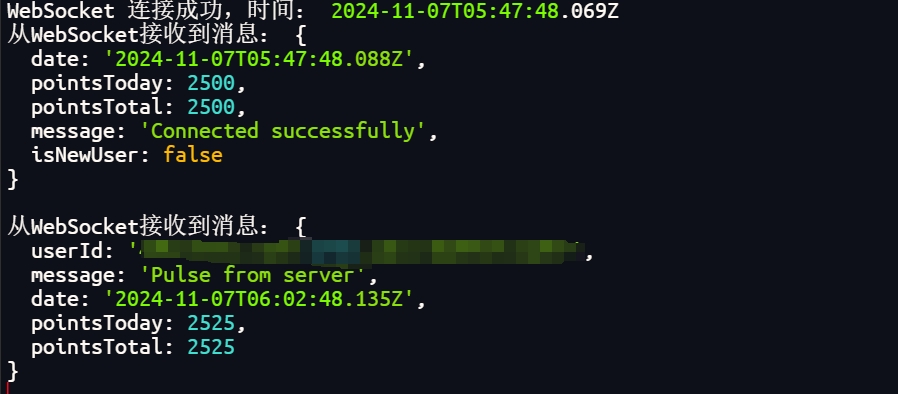 WebSocket 连接成功，时间： 2024-11-07T05:47:48.069Z
从WebSocket接收到消息： {
  date: '2024-11-07T05:47:48.088Z',
  pointsToday: 2500,
  pointsTotal: 2500,
  message: 'Connected successfully',
  isNewUser: false
}
从WebSocket接收到消息： {
  userId: ',
  message: 'Pulse from server',
  date: '2024-11-07T06:02:48.135Z',
  pointsToday: 2525,
  pointsTotal: 2525
}